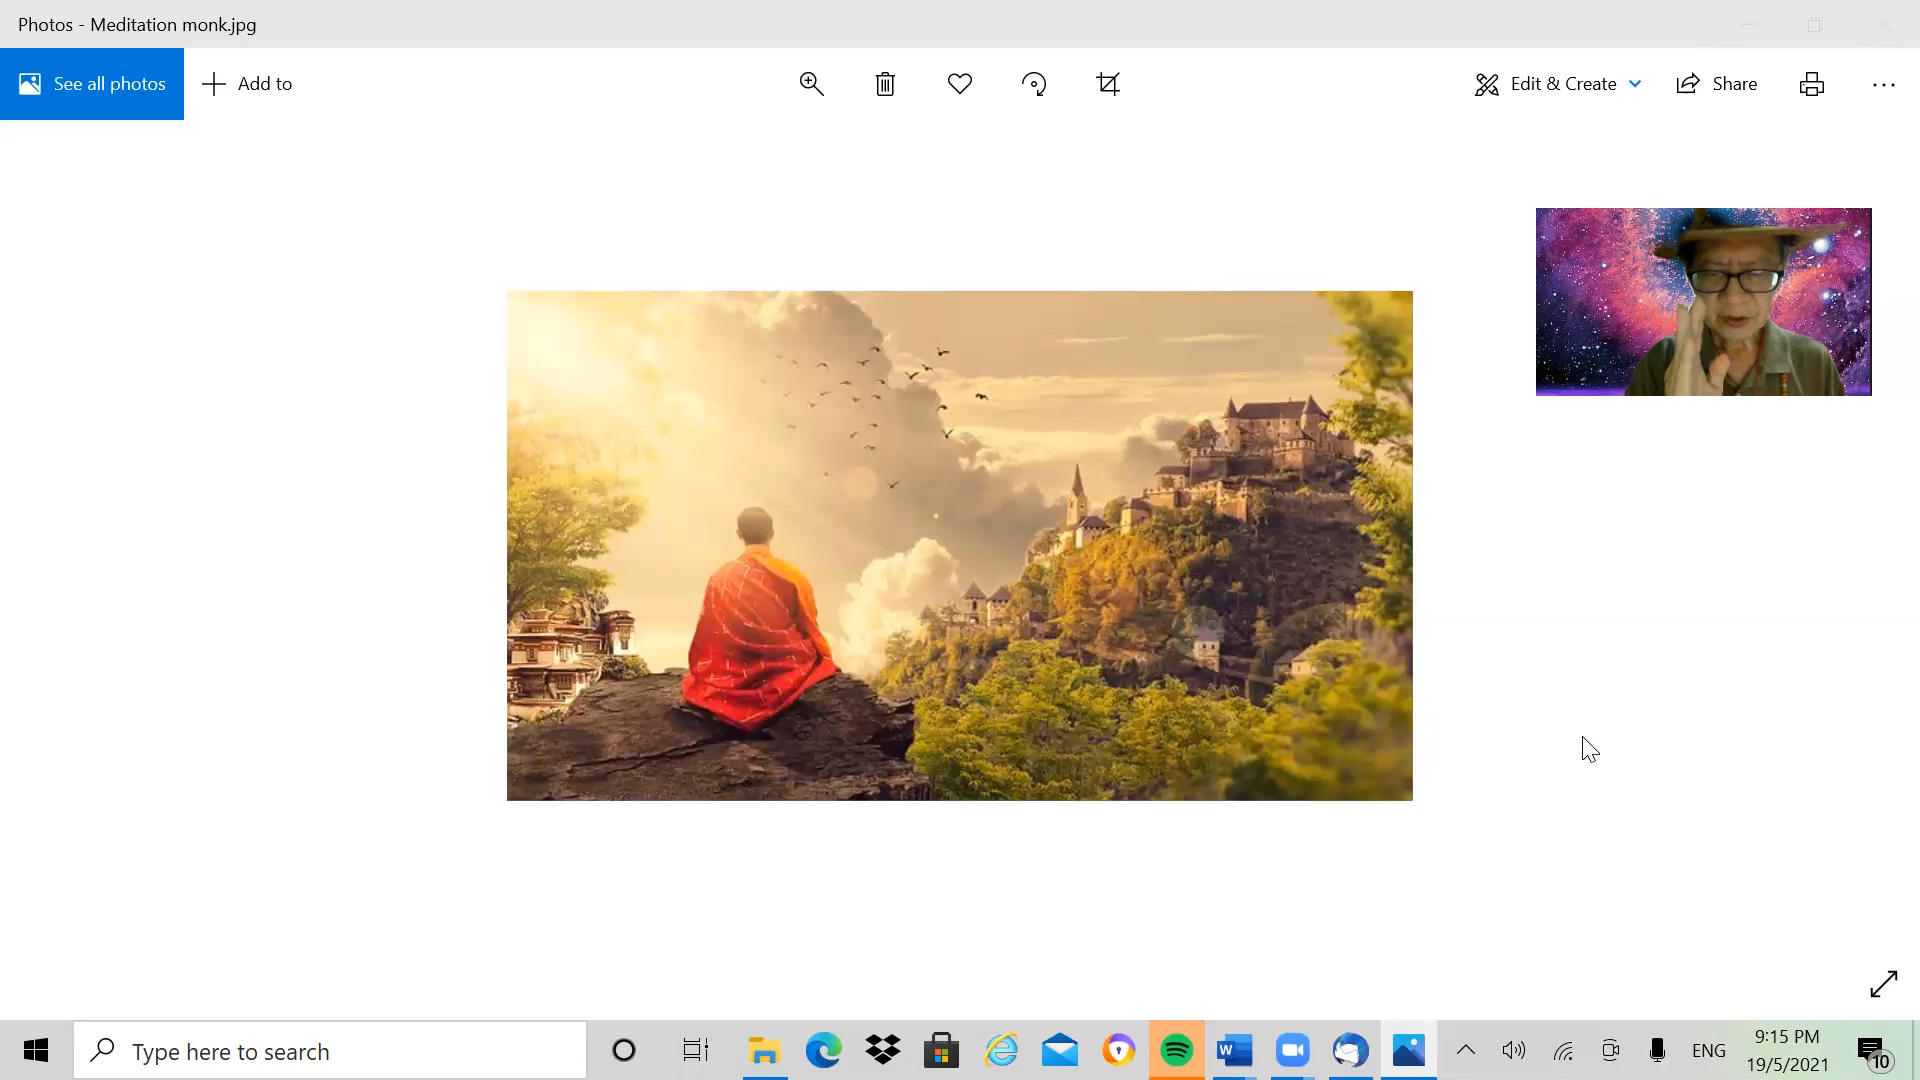 Photos - Meditation monk.jpg
See all photos
Add to
Edit & Create
Share
Type here to search
W
ENG
9:15 PM
19/5/2021
10